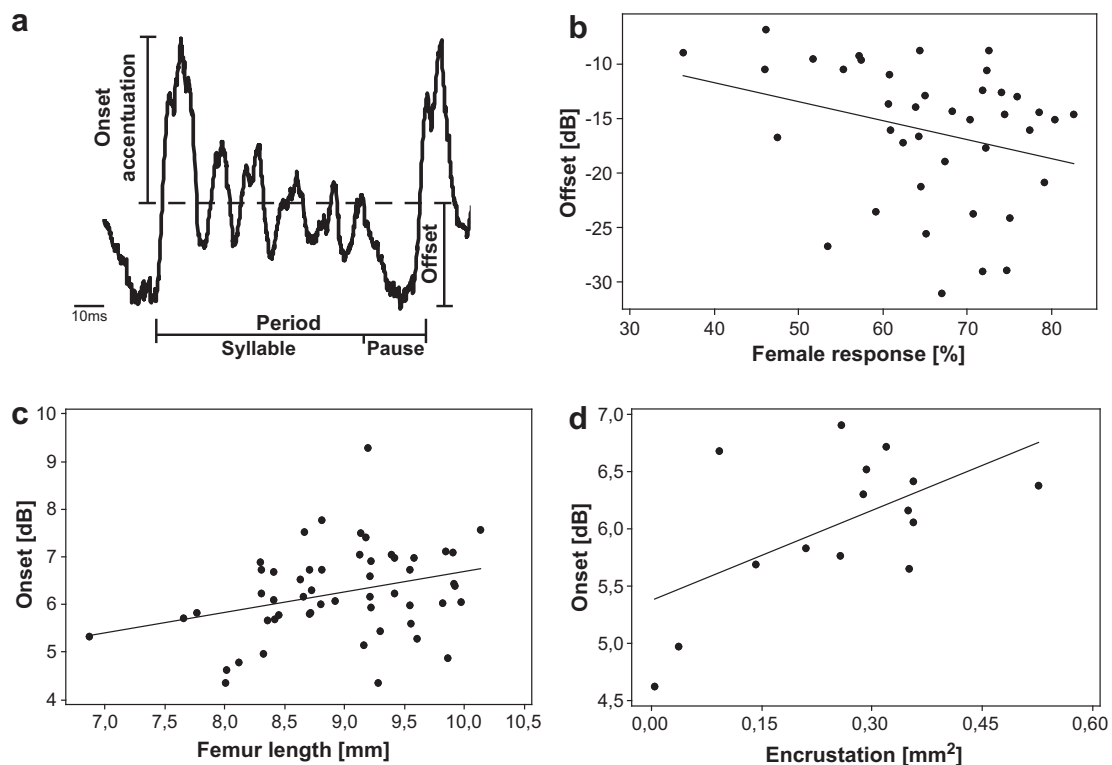 a
Onset
accentuation
Offset
10ms
Period
Syllable
Pause
b
Offset [dB]
-10
-15
-20
-25
-30
30 40 50 60 70 80
Female response [%]
c
Onset [dB]
10
9
8
7
6
5
4
7,0 7,5 8,0 8,5 9,0 9,5 10,0 10,5
Femur length [mm]
d
Onset [dB]
7,0
6,5
6,0
5,5
5,0
4,5
0,00 0,15 0,30 0,45 0,60
Encrustation [mm²]